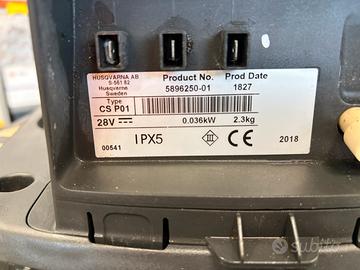 HUSQVARNA AB
S-561 82
Husqvarna
Sweden
Product No. Prod Date
5896250-01 1827
Type
CS P01
28V 0.036kW 2.3kg
IPX5 III CE 2018
00541
Subito